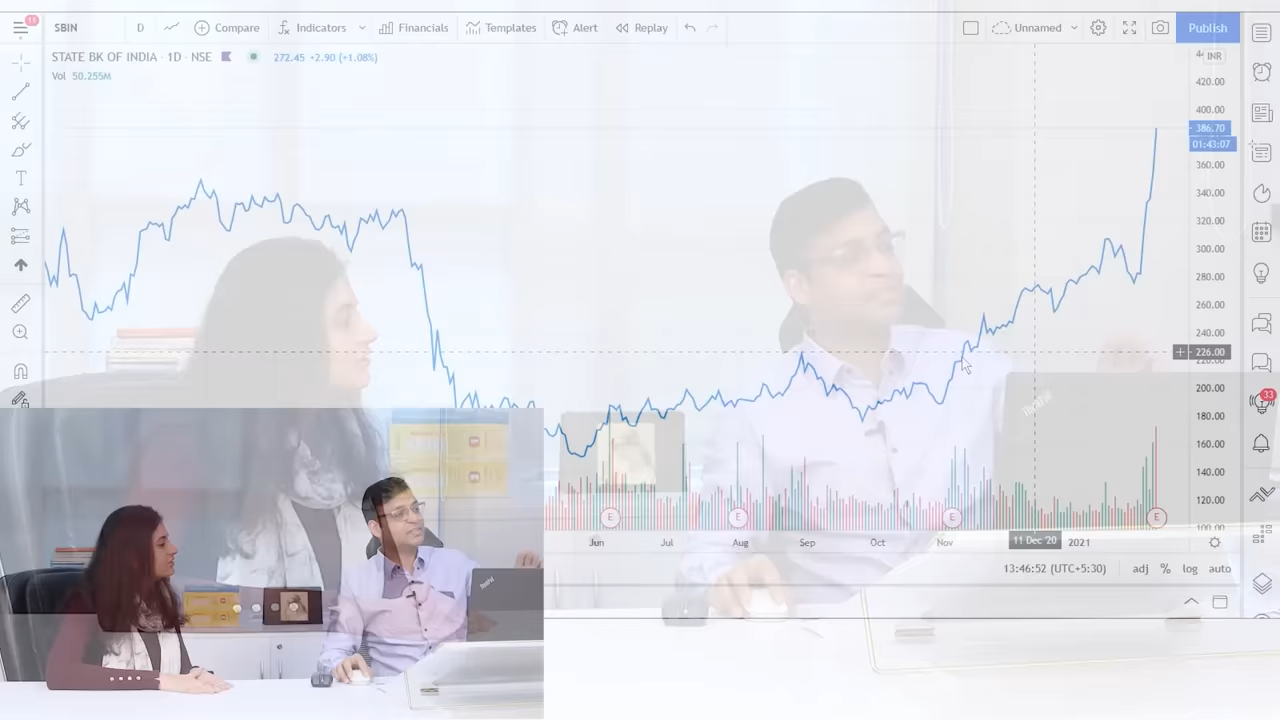 11
SBIN D Compare Indicators Financials Templates Alert Replay Unnamed Publish
STATE BK OF INDIA · 1D · NSE 272.45 +2.90 (+1.08%)
Vol 50.255M
INR
420.00
400.00
386.70
01:43:07
360.00
340.00
320.00
300.00
280.00
260.00
240.00
226.00
200.00
180.00
160.00
140.00
120.00
100.00
33
T
E E E E
Jun Jul Aug Sep Oct Nov 11 Dec '20 2021
13:46:52 (UTC+5:30) adj % log auto
ThinkPad
ThinkPad